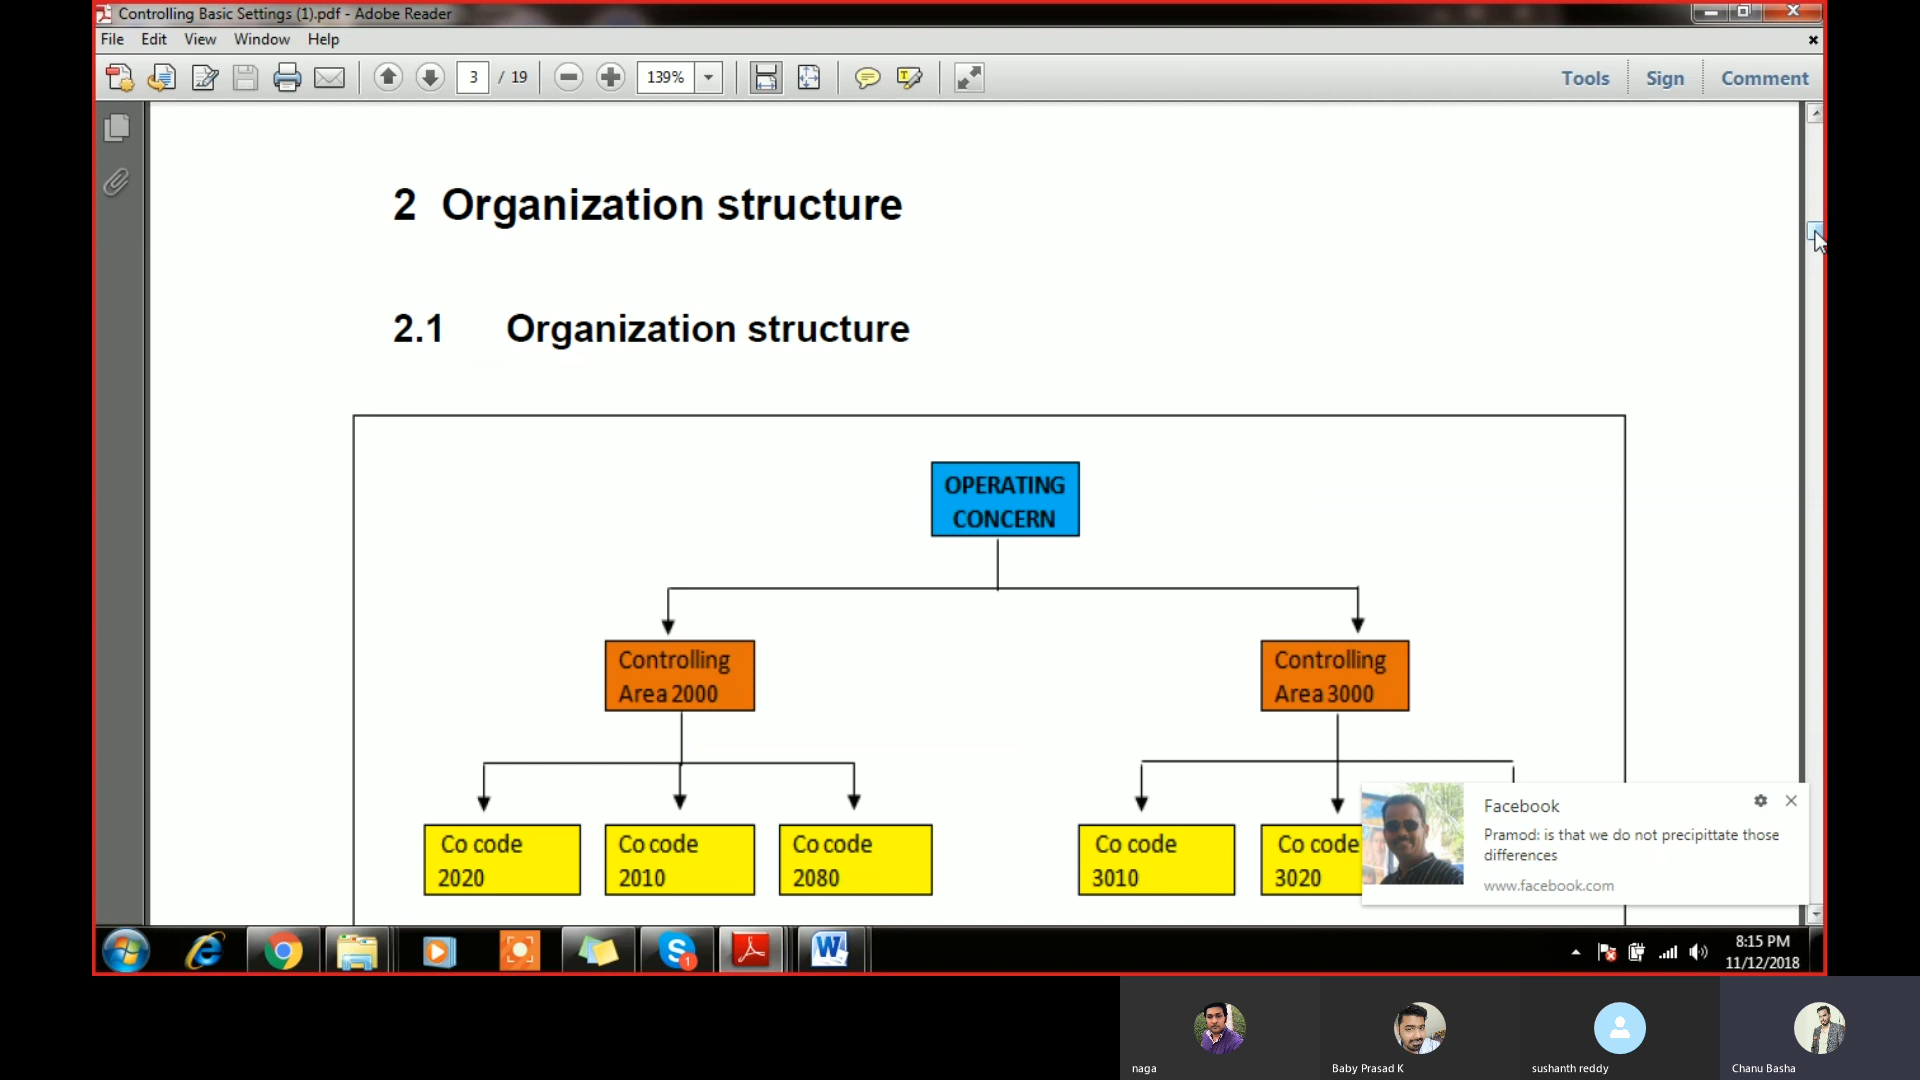 Controlling Basic Settings (1).pdf - Adobe Reader
File Edit View Window Help
3 / 19 139% Tools Sign Comment
2 Organization structure
2.1 Organization structure
OPERATING
CONCERN
Controlling
Area 2000
Controlling
Area 3000
Co code
2020
Co code
2010
Co code
2080
Co code
3010
Co code
3020
Facebook
Pramod: is that we do not precipittate those
differences
www.facebook.com
1
8:15 PM
11/12/2018
naga
Baby Prasad K
sushanth reddy
Chanu Basha